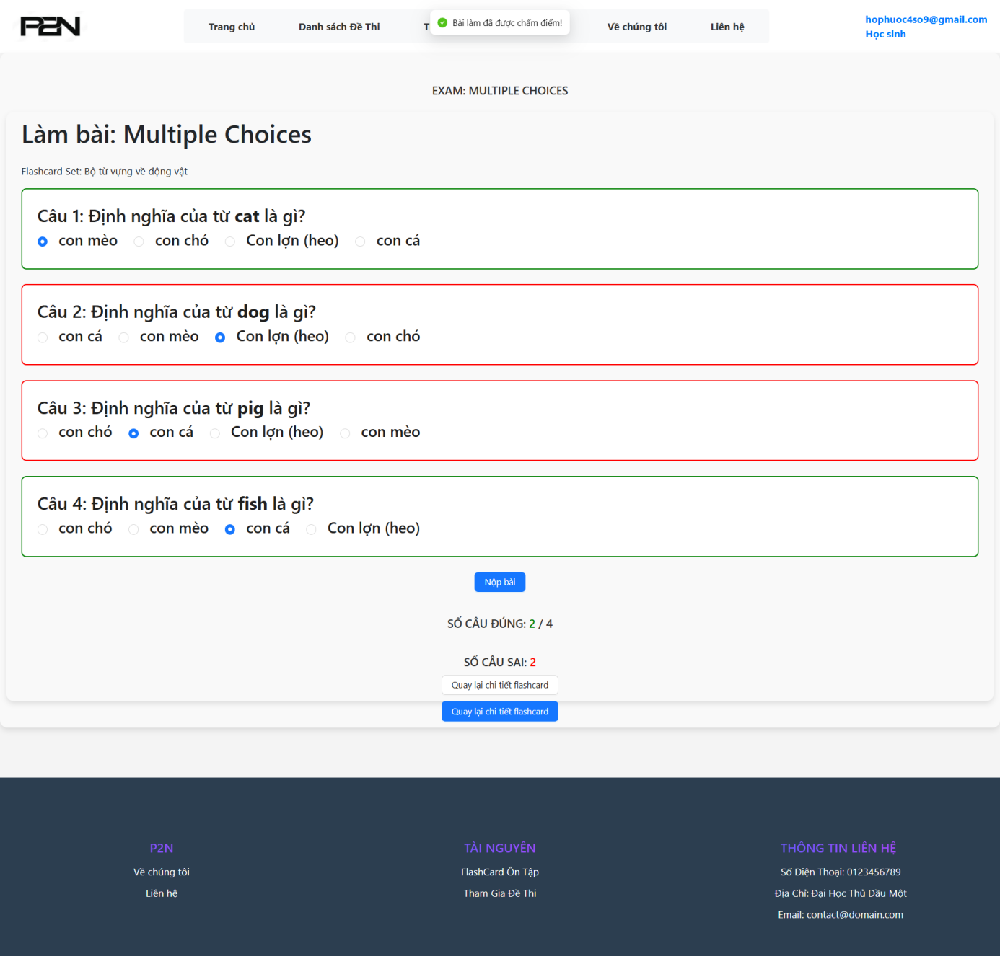 P2N
Trang chủ
Danh sách Đề Thi
T
Bài làm đã được chấm điểm!
Về chúng tôi
Liên hệ
hophuoc4so9@gmail.com
Học sinh
EXAM: MULTIPLE CHOICES
Làm bài: Multiple Choices
Flashcard Set: Bộ từ vựng về động vật
Câu 1: Định nghĩa của từ cat là gì?
con mèo con chó Con lợn (heo) con cá
Câu 2: Định nghĩa của từ dog là gì?
con cá con mèo Con lợn (heo) con chó
Câu 3: Định nghĩa của từ pig là gì?
con chó con cá Con lợn (heo) con mèo
Câu 4: Định nghĩa của từ fish là gì?
con chó con mèo con cá Con lợn (heo)
Nộp bài
SỐ CÂU ĐÚNG: 2 / 4
SỐ CÂU SAI: 2
Quay lại chi tiết flashcard
Quay lại chi tiết flashcard
P2N
Về chúng tôi
Liên hệ
TÀI NGUYÊN
FlashCard Ôn Tập
Tham Gia Đề Thi
THÔNG TIN LIÊN HỆ
Số Điện Thoại: 0123456789
Địa Chỉ: Đại Học Thủ Dầu Một
Email: contact@domain.com